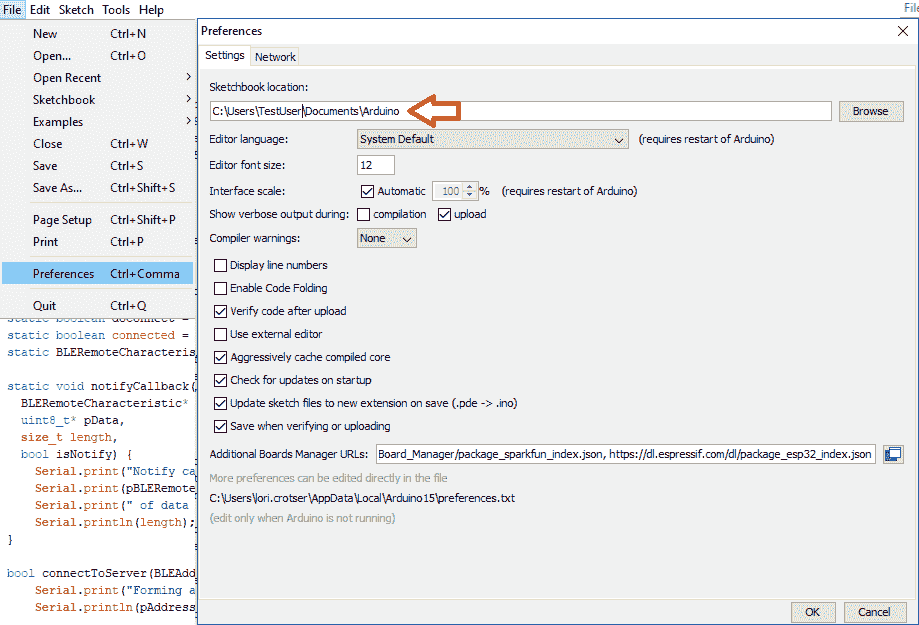 File Edit Sketch Tools Help
File
New Ctrl+N
Open... Ctrl+O
Open Recent
Sketchbook
Examples
Close Ctrl+W
Save Ctrl+S
Save As... Ctrl+Shift+S
Page Setup Ctrl+Shift+P
Print Ctrl+P
Preferences Ctrl+Comma
Quit Ctrl+Q
static boolean doConnect =
static boolean connected =
static BLERemoteCharacteris
static void notifyCallback(
BLERemoteCharacteristic*
uint8_t* pData,
size_t length,
bool isNotify) {
Serial.print("Notify ca
Serial.print(pBLERemote
Serial.print(" of data
Serial.println(length);
}
bool connectToServer(BLEAdd
Serial.print("Forming a
Serial.println(pAddress
Preferences
Settings Network
Sketchbook location:
C:\Users\TestUser\Documents\Arduino Browse
Editor language: System Default (requires restart of Arduino)
Editor font size: 12
Interface scale: Automatic 100 % (requires restart of Arduino)
Show verbose output during: compilation upload
Compiler warnings: None
Display line numbers
Enable Code Folding
Verify code after upload
Use external editor
Aggressively cache compiled core
Check for updates on startup
Update sketch files to new extension on save (.pde -> .ino)
Save when verifying or uploading
Additional Boards Manager URLs: Board_Manager/package_sparkfun_index.json, https://dl.espressif.com/dl/package_esp32_index.json
More preferences can be edited directly in the file
C:\Users\lori.crotser\AppData\Local\Arduino15\preferences.txt
(edit only when Arduino is not running)
OK Cancel